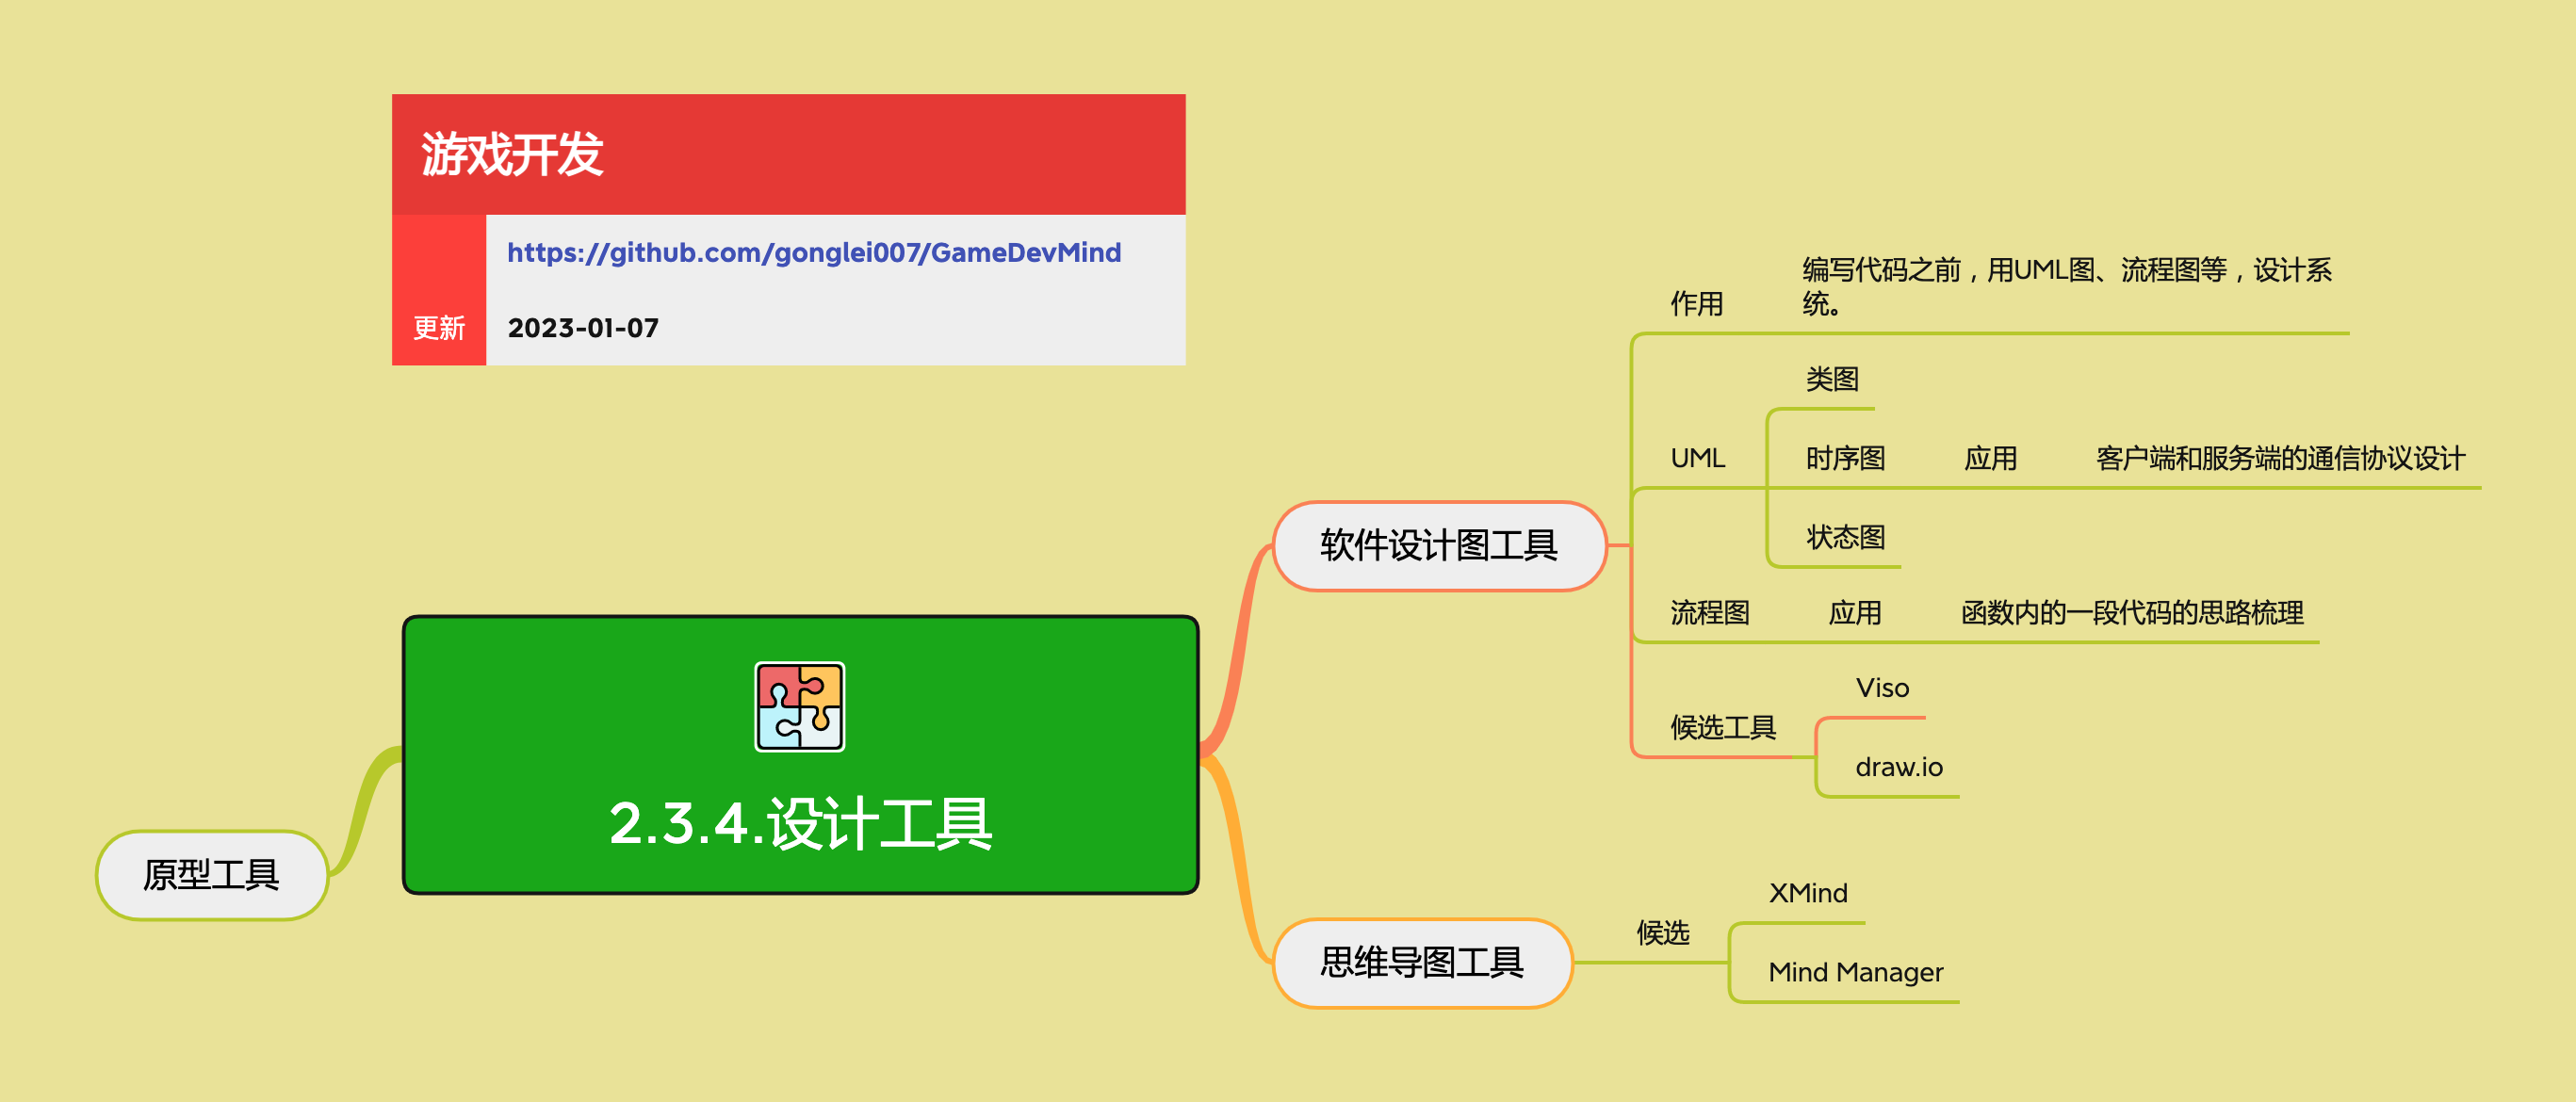 游戏开发
https://github.com/gonglei007/GameDevMind
更新
2023-01-07
2.3.4.设计工具
软件设计图工具
作用
编写代码之前，用UML图、流程图等，设计系
统。
UML
类图
时序图
应用
客户端和服务端的通信协议设计
状态图
流程图
应用
函数内的一段代码的思路梳理
候选工具
Viso
draw.io
思维导图工具
候选
XMind
Mind Manager
原型工具